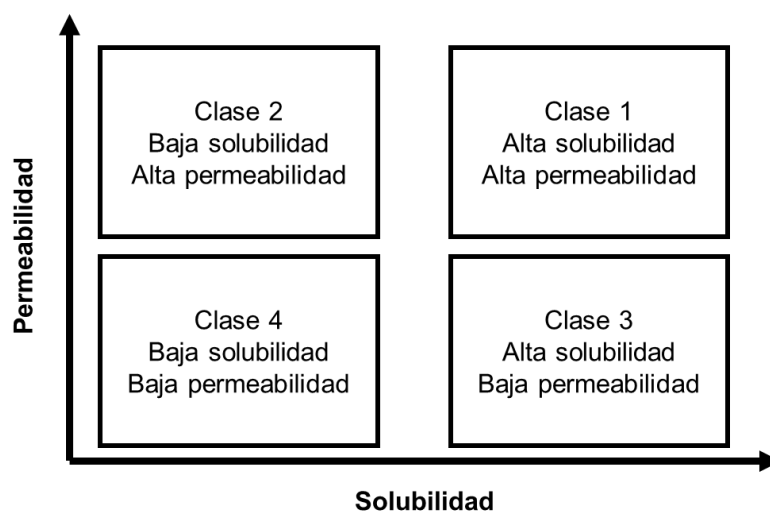 Permeabilidad
Clase 2
Baja solubilidad
Alta permeabilidad
Clase 1
Alta solubilidad
Alta permeabilidad
Clase 4
Baja solubilidad
Baja permeabilidad
Clase 3
Alta solubilidad
Baja permeabilidad
Solubilidad